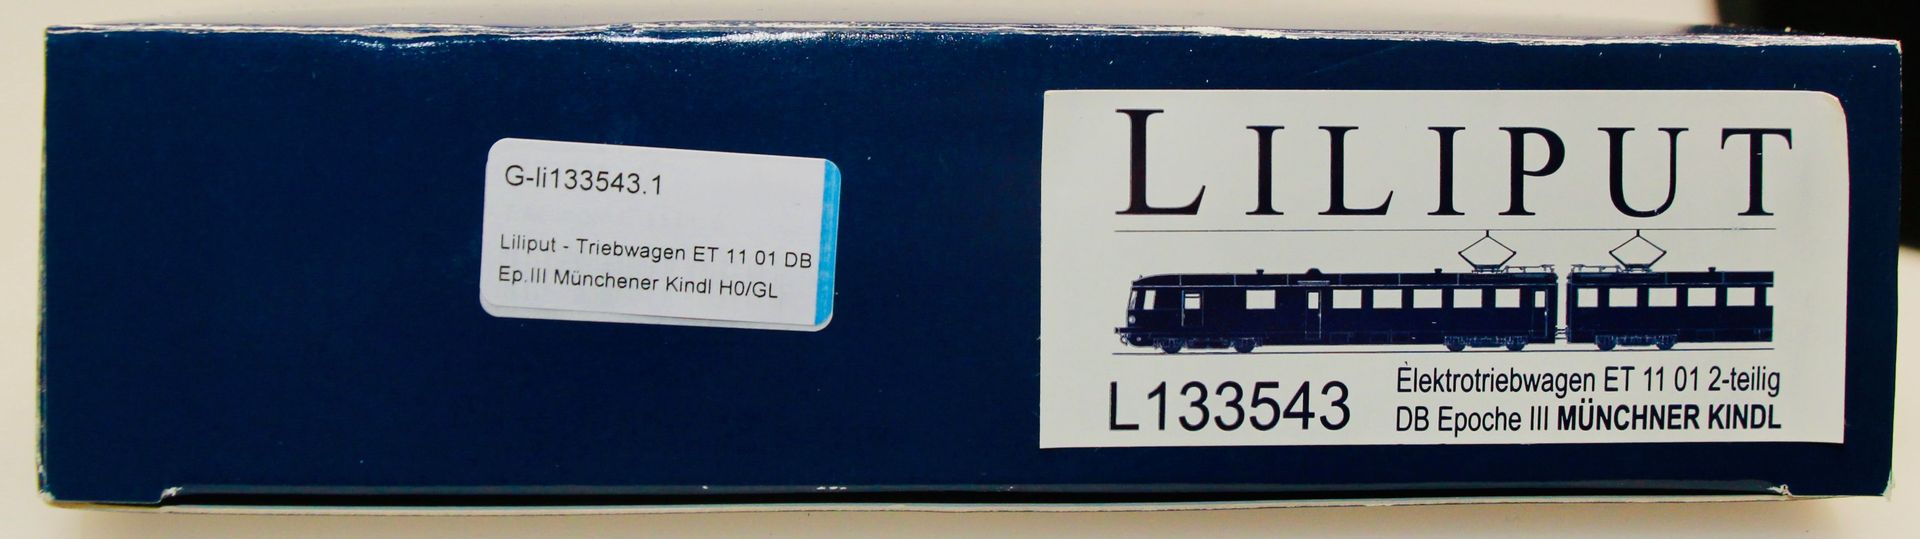 G-li133543.1
Liliput - Triebwagen ET 11 01 DB
Ep.III Münchener Kindl H0/GL
LILIPUT
L133543
Elektrotriebwagen ET 11 01 2-teilig
DB Epoche III MÜNCHNER KINDL